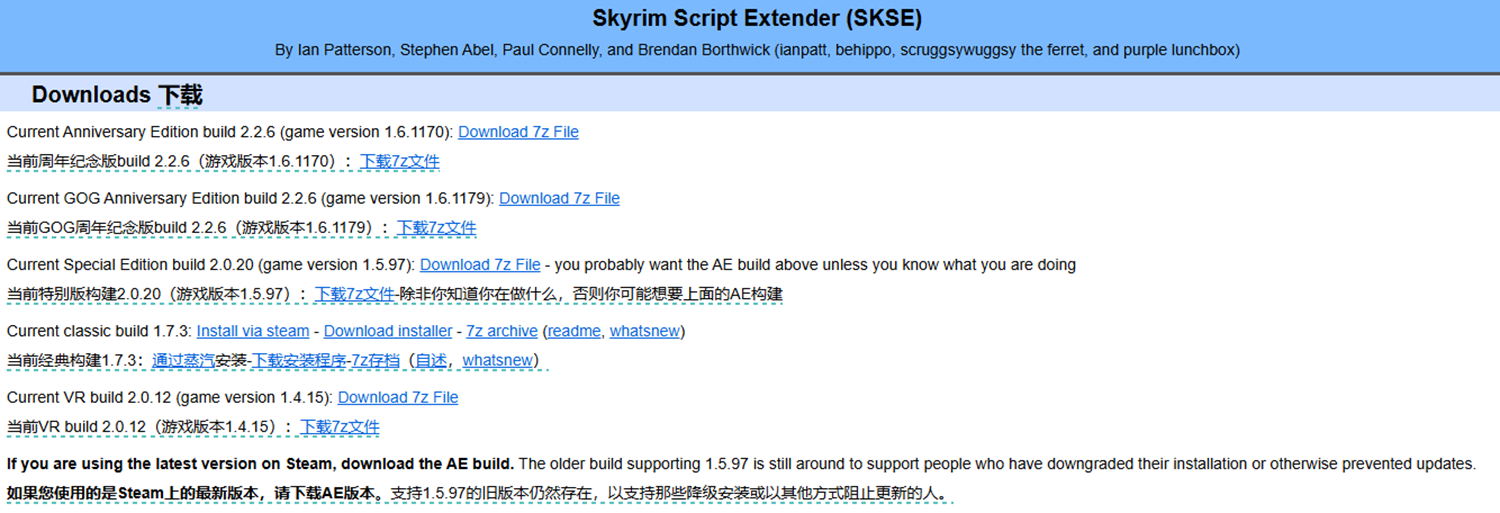 Skyrim Script Extender (SKSE)
By Ian Patterson, Stephen Abel, Paul Connelly, and Brendan Borthwick (ianpatt, behippo, scruggsywuggsy the ferret, and purple lunchbox)
Downloads 下载
Current Anniversary Edition build 2.2.6 (game version 1.6.1170): Download 7z File
当前周年纪念版build 2.2.6（游戏版本1.6.1170）：下载7z文件
Current GOG Anniversary Edition build 2.2.6 (game version 1.6.1179): Download 7z File
当前GOG周年纪念版build 2.2.6（游戏版本1.6.1179）：下载7z文件
Current Special Edition build 2.0.20 (game version 1.5.97): Download 7z File - you probably want the AE build above unless you know what you are doing
当前特别版构建2.0.20（游戏版本1.5.97）：下载7z文件-除非你知道你在做什么，否则你可能想要上面的AE构建
Current classic build 1.7.3: Install via steam - Download installer - 7z archive (readme, whatsnew)
当前经典构建1.7.3：通过蒸汽安装-下载安装程序-7z存档（自述，whatsnew）
Current VR build 2.0.12 (game version 1.4.15): Download 7z File
当前VR build 2.0.12（游戏版本1.4.15）：下载7z文件
If you are using the latest version on Steam, download the AE build. The older build supporting 1.5.97 is still around to support people who have downgraded their installation or otherwise prevented updates.
如果您使用的是Steam上的最新版本，请下载AE版本。支持1.5.97的旧版本仍然存在，以支持那些降级安装或以其他方式阻止更新的人。